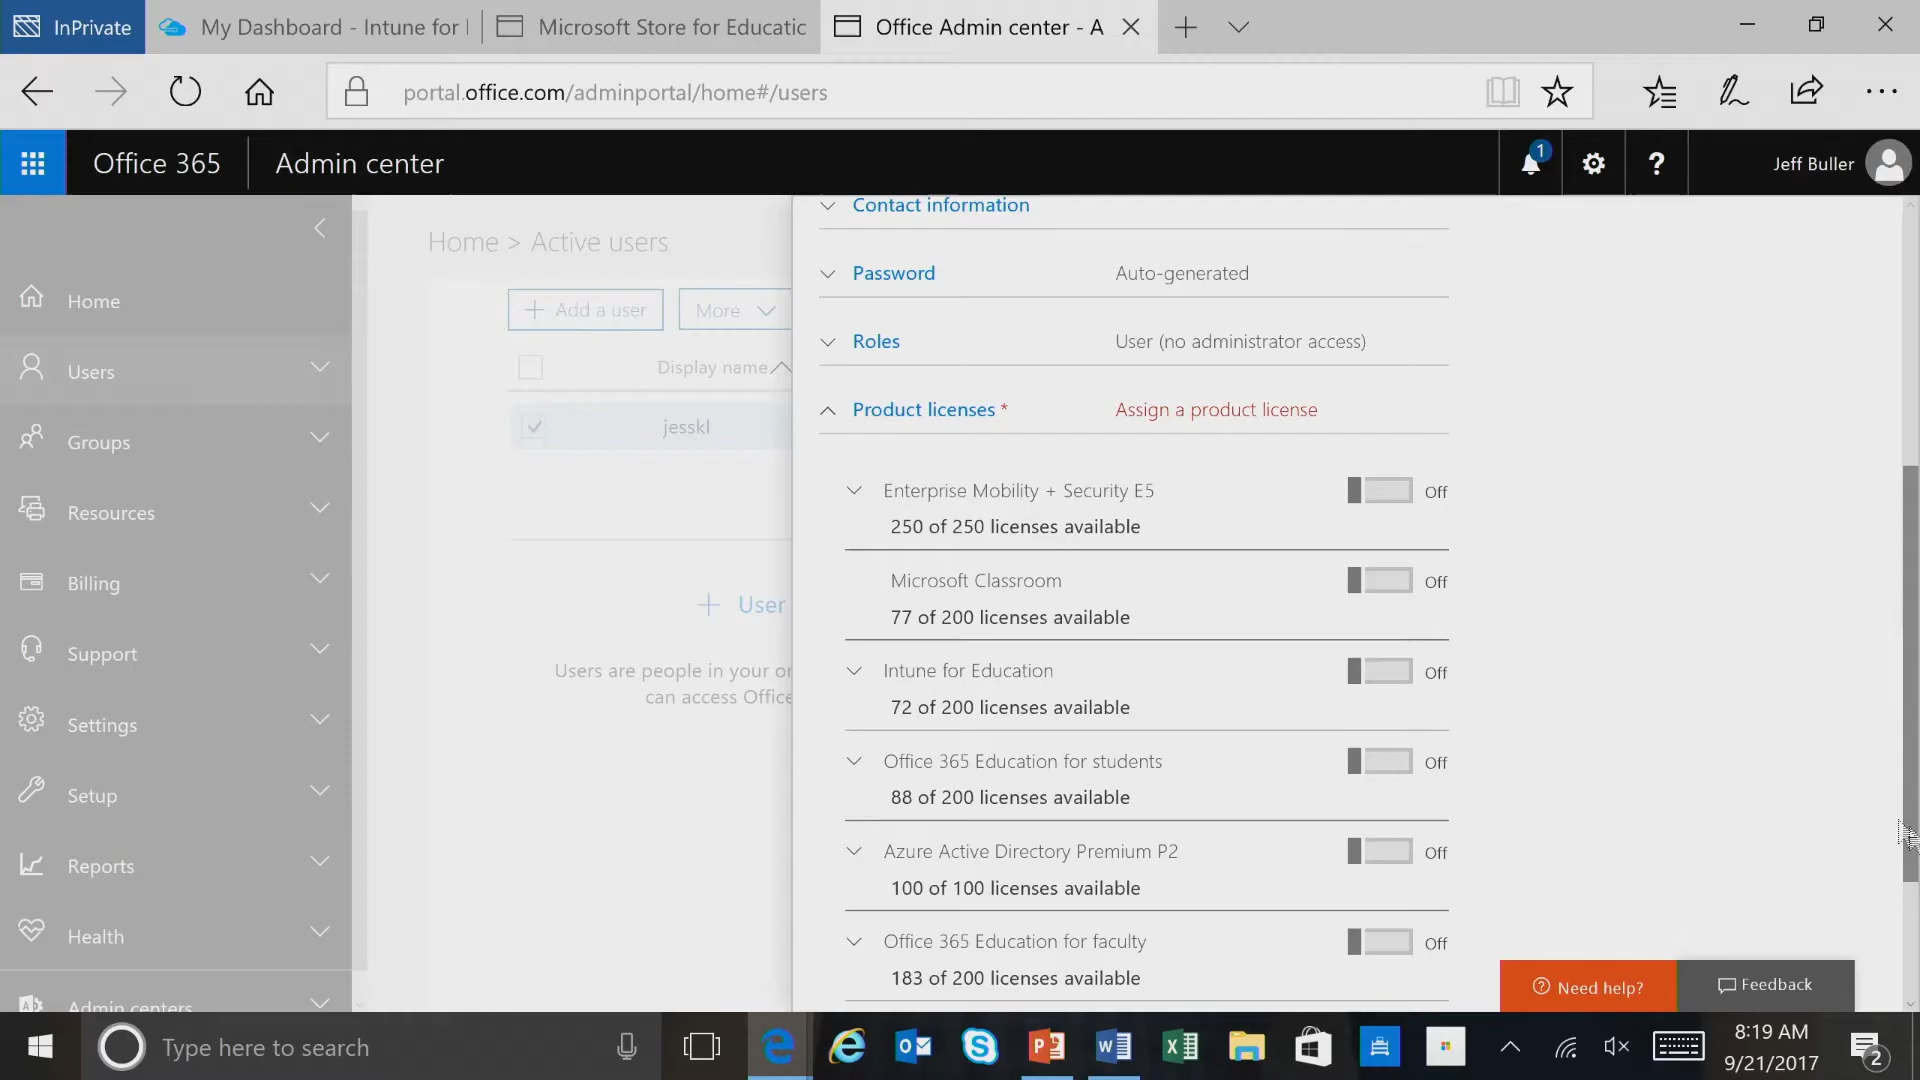 InPrivate
My Dashboard - Intune for
Microsoft Store for Educatic
Office Admin center - A
portal.office.com/adminportal/home#/users
Office 365
Admin center
1
?
Jeff Buller
Home
Users
Groups
Resources
Billing
Support
Settings
Setup
Reports
Health
Admin centers
Home > Active users
Add a user
More
Display name
jesskl
User
Users are people in your or
can access Office
Contact information
Password Auto-generated
Roles User (no administrator access)
Product licenses * Assign a product license
Enterprise Mobility + Security E5 Off
250 of 250 licenses available
Microsoft Classroom Off
77 of 200 licenses available
Intune for Education Off
72 of 200 licenses available
Office 365 Education for students Off
88 of 200 licenses available
Azure Active Directory Premium P2 Off
100 of 100 licenses available
Office 365 Education for faculty Off
183 of 200 licenses available
Need help?
Feedback
Type here to search
8:19 AM
9/21/2017
2